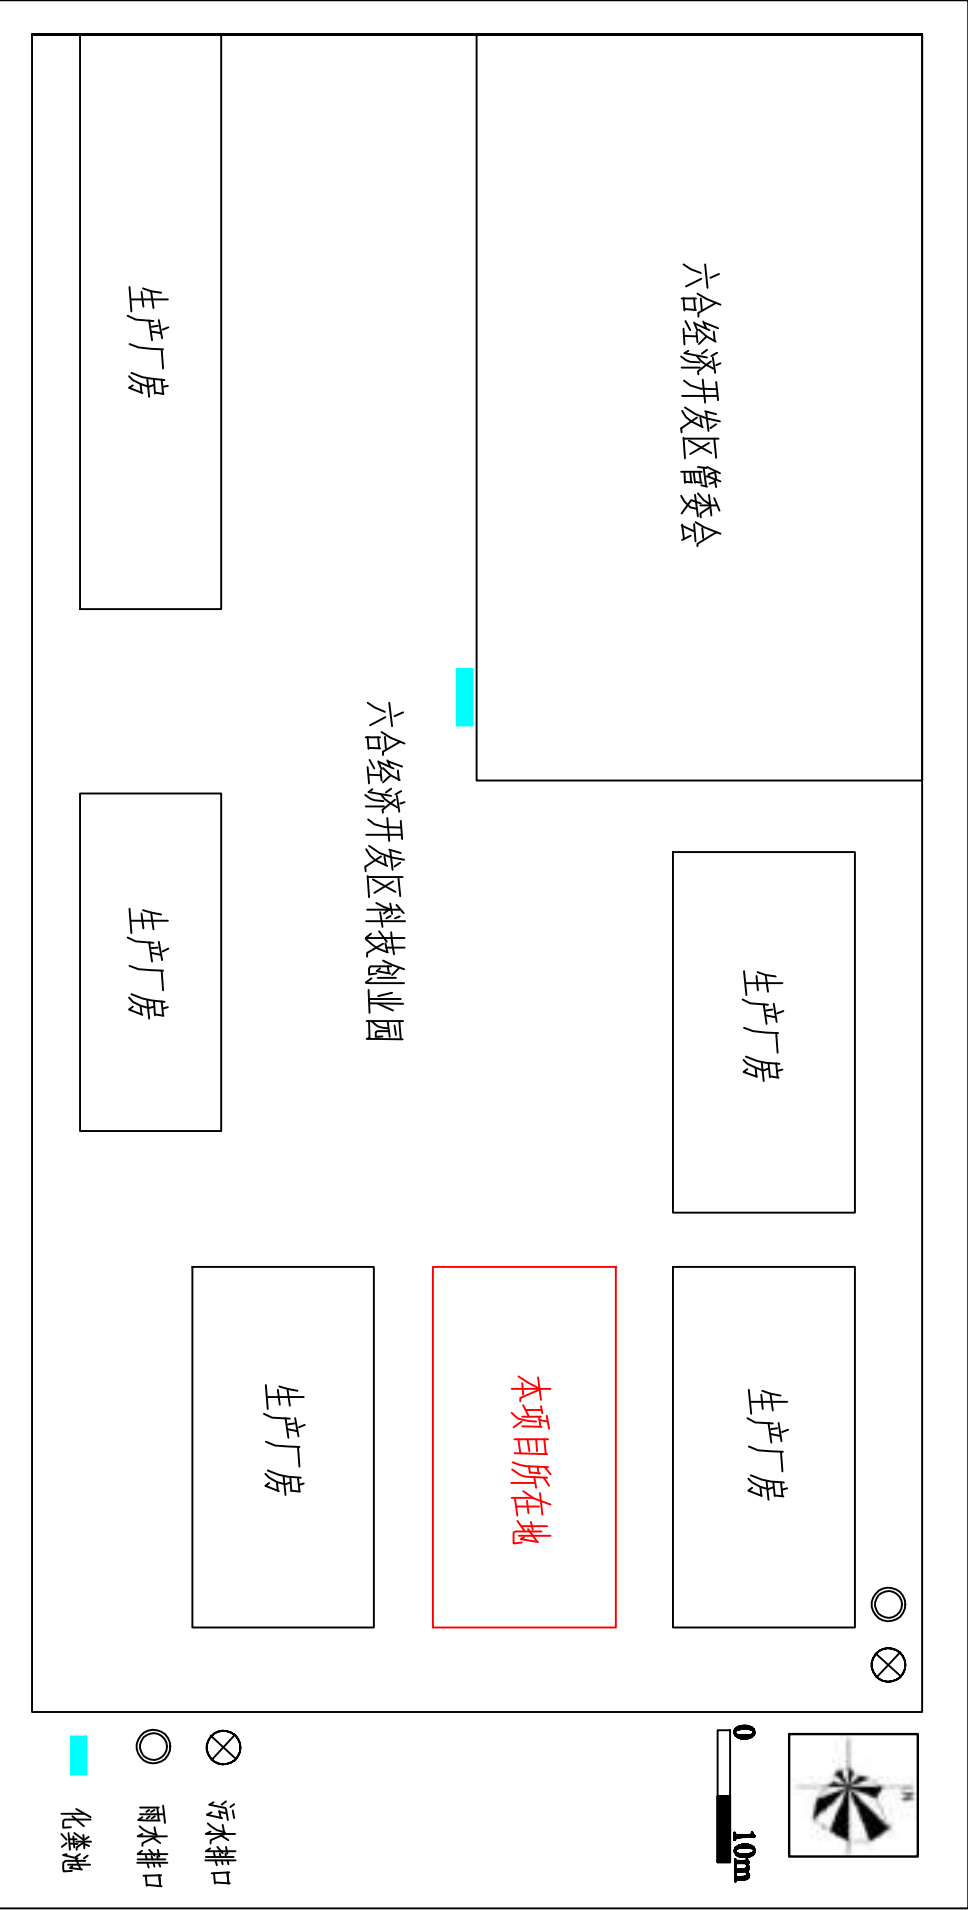 N
0 10m
生产厂房
生产厂房
六合经济开发区管委会
本项目所在地
六合经济开发区科技创业园
生产厂房
生产厂房
生产厂房
污水排口
雨水排口
化粪池